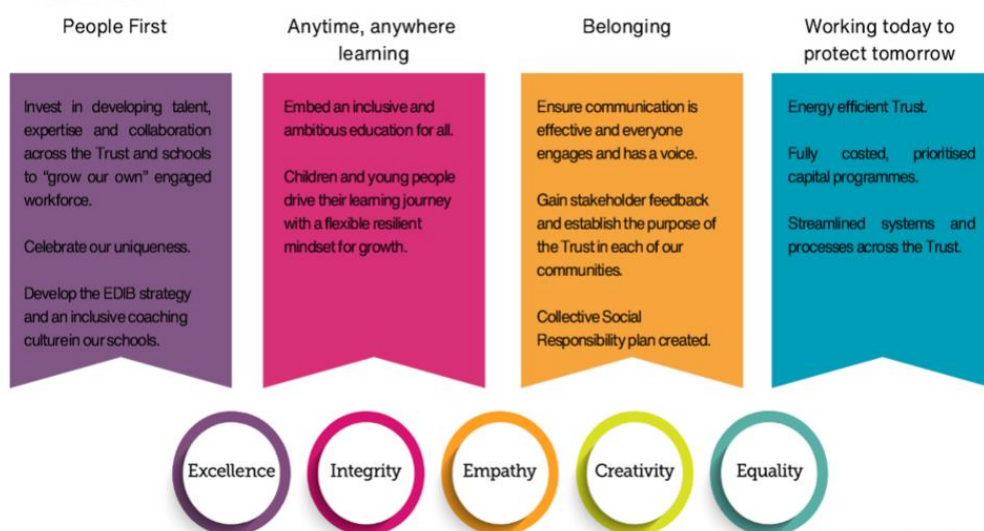 People First
Invest in developing talent,
expertise and collaboration
across the Trust and schools
to “grow our own” engaged
workforce.
Celebrate our uniqueness.
Develop the EDIB strategy
and an inclusive coaching
culture in our schools.
Anytime, anywhere
learning
Embed an inclusive and
ambitious education for all.
Children and young people
drive their learning journey
with a flexible resilient
mindset for growth.
Belonging
Ensure communication is
effective and everyone
engages and has a voice.
Gain stakeholder feedback
and establish the purpose of
the Trust in each of our
communities.
Collective Social
Responsibility plan created.
Working today to
protect tomorrow
Energy efficient Trust.
Fully costed, prioritised
capital programmes.
Streamlined systems and
processes across the Trust.
Excellence
Integrity
Empathy
Creativity
Equality